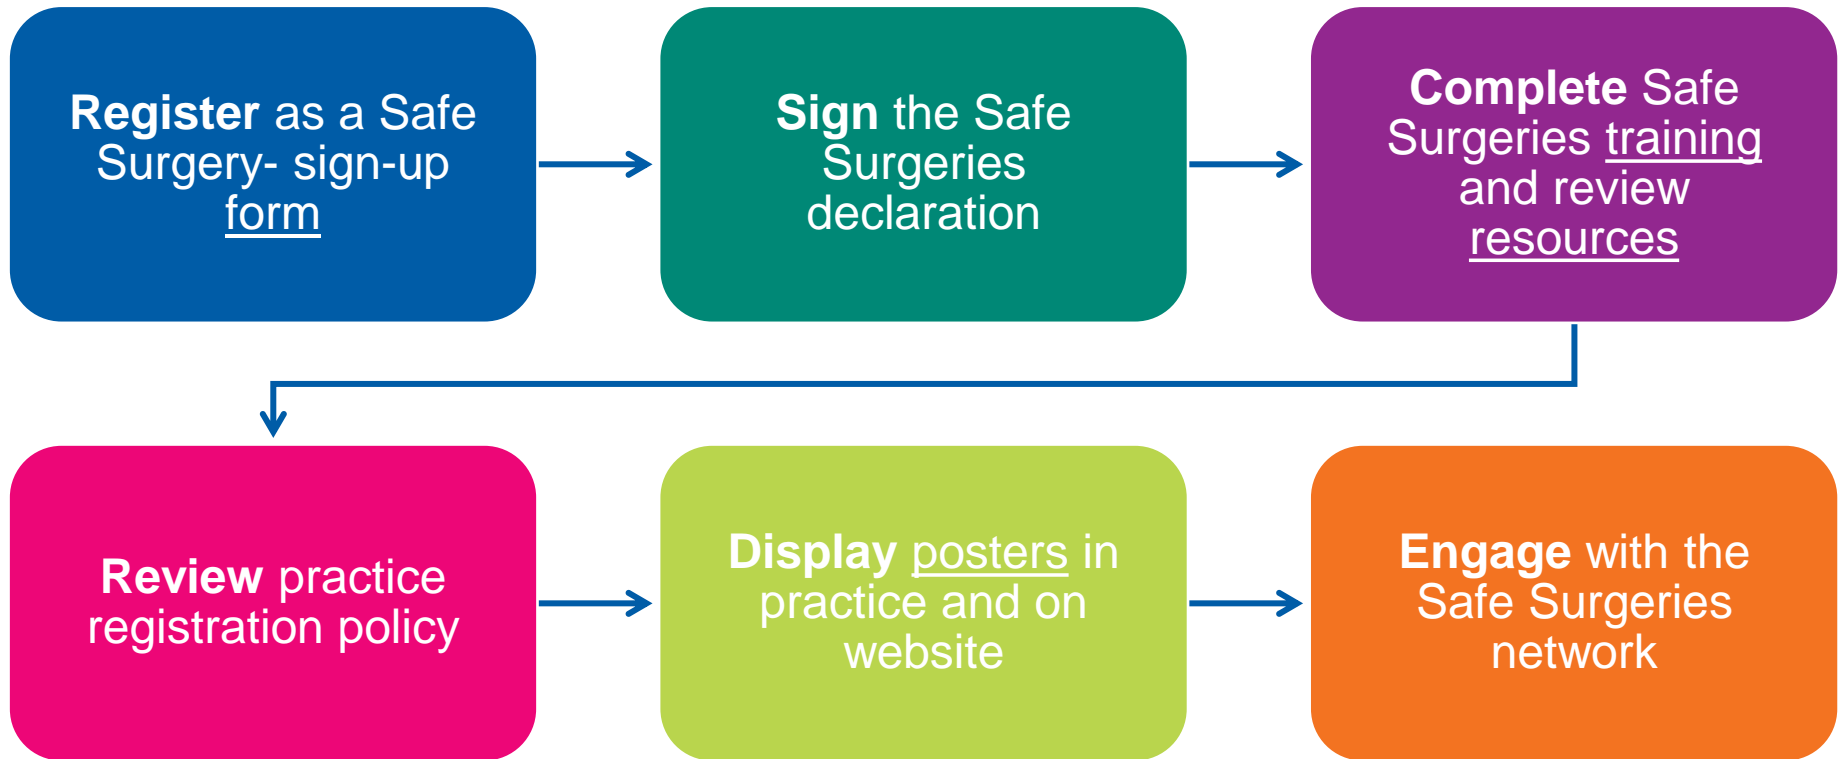 Register as a Safe
Surgery- sign-up
form
Sign the Safe
Surgeries
declaration
Complete Safe
Surgeries training
and review
resources
Review practice
registration policy
Display posters in
practice and on
website
Engage with the
Safe Surgeries
network